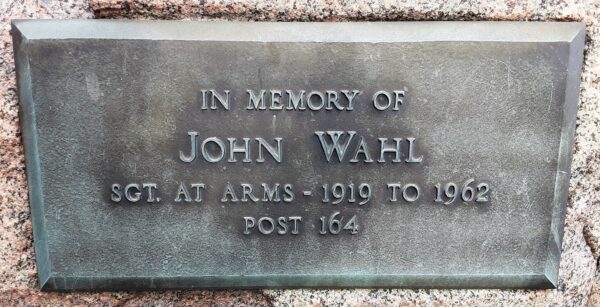 IN MEMORY OF
JOHN WAHL
SGT. AT ARMS - 1919 TO 1962
POST 164